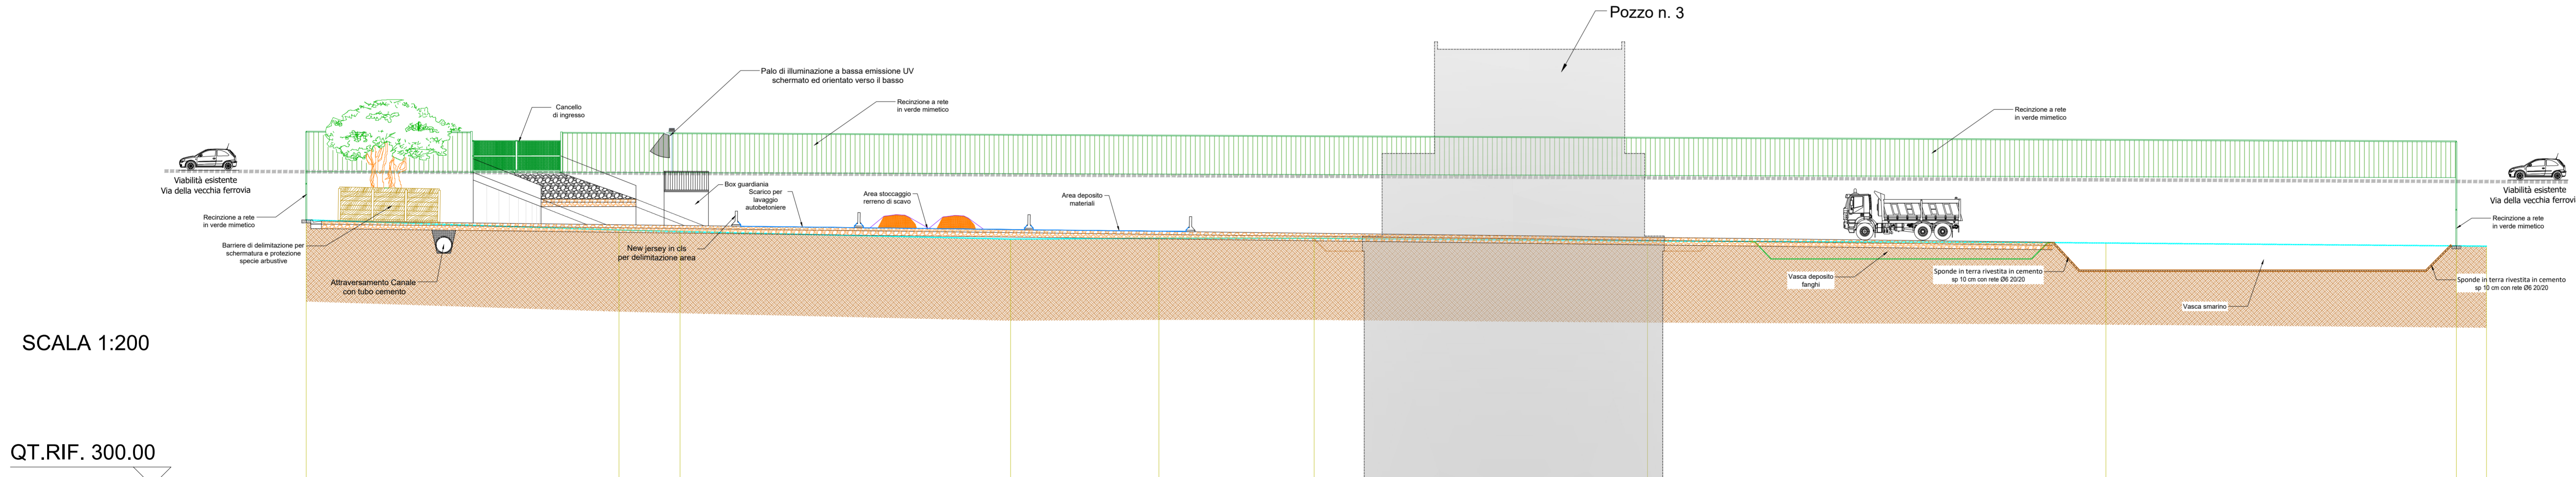 Pozzo n. 3
Palo di illuminazione a bassa emissione UV
schermato ed orientato verso il basso
Cancello
di ingresso
Recinzione a rete
in verde mimetico
Recinzione a rete
in verde mimetico
Viabilità esistente
Via della vecchia ferrovia
Viabilità esistente
Via della vecchia ferrovi
Recinzione a rete
in verde mimetico
Box guardiania
Scarico per
lavaggio
autobetoniere
Area stoccaggio
rerreno di scavo
Area deposito
materiali
Recinzione a rete
in verde mimetico
Barriere di delimitazione per
schermatura e protezione
specie arbustive
New jersey in cls
per delimitazione area
Attraversamento Canale
con tubo cemento
Vasca deposito
fanghi
Sponde in terra rivestita in cemento
sp 10 cm con rete Ø6 20/20
Sponde in terra rivestita in cemento
sp 10 cm con rete Ø6 20/20
Vasca smarino
SCALA 1:200
QT.RIF. 300.00